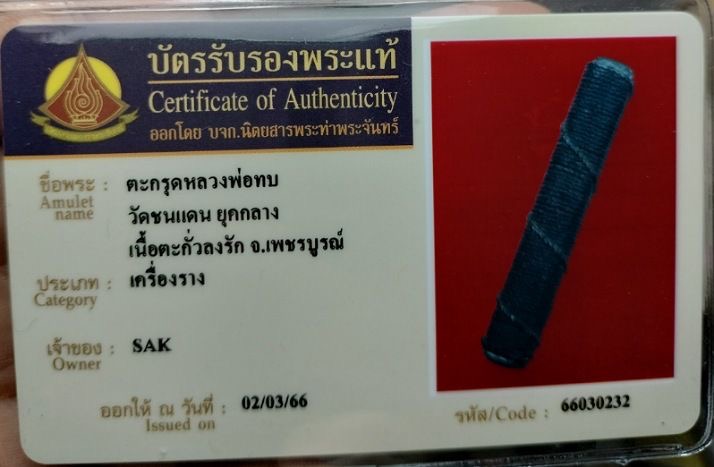 บัตรรับรองพระแท้
Certificate of Authenticity
ออกโดย บจก.นิตยสารพระท่าพระจันทร์
ชื่อพระ : ตะกรุดหลวงพ่อทบ
Amulet name
วัดชนแดน ยุคกลาง
เนื้อตะกั่วลงรัก จ.เพชรบูรณ์
ประเภท : เครื่องราง
Category
เจ้าของ : SAK
Owner
ออกให้ ณ วันที่ : 02/03/66
Issued on
รหัส/Code : 66030232